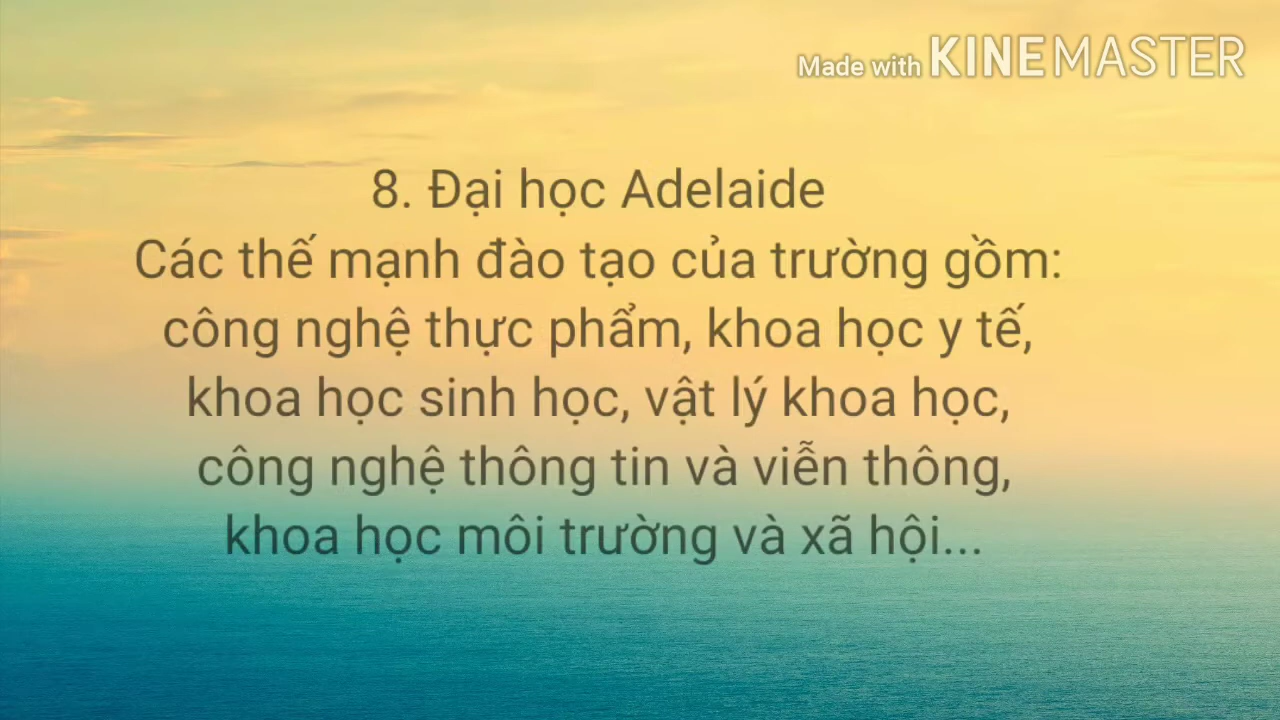 Made with KINEMASTER
8. Đại học Adelaide
Các thế mạnh đào tạo của trường gồm:
công nghệ thực phẩm, khoa học y tế,
khoa học sinh học, vật lý khoa học,
công nghệ thông tin và viễn thông,
khoa học môi trường và xã hội...